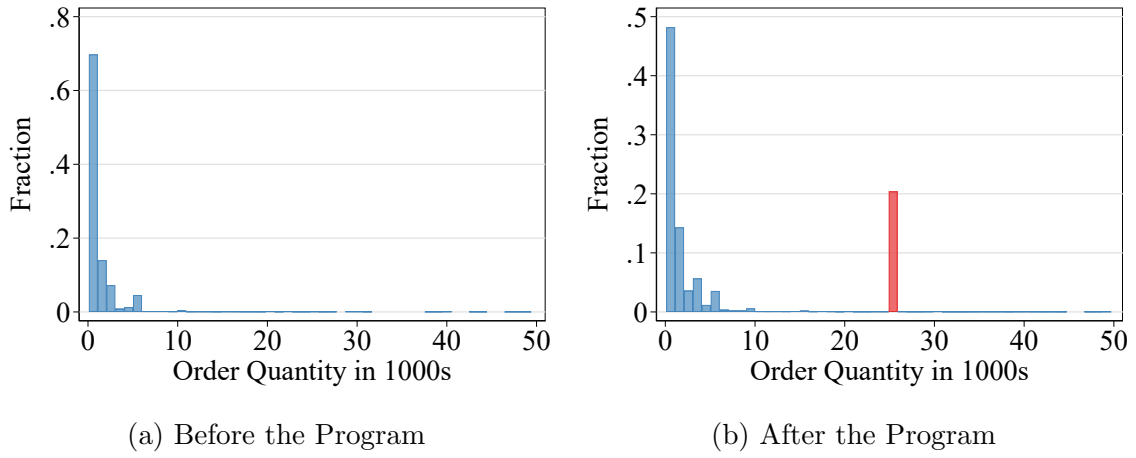 .8
.6
.4
.2
0
Fraction
0 10 20 30 40 50
Order Quantity in 1000s
(a) Before the Program
.5
.4
.3
.2
.1
0
Fraction
0 10 20 30 40 50
Order Quantity in 1000s
(b) After the Program